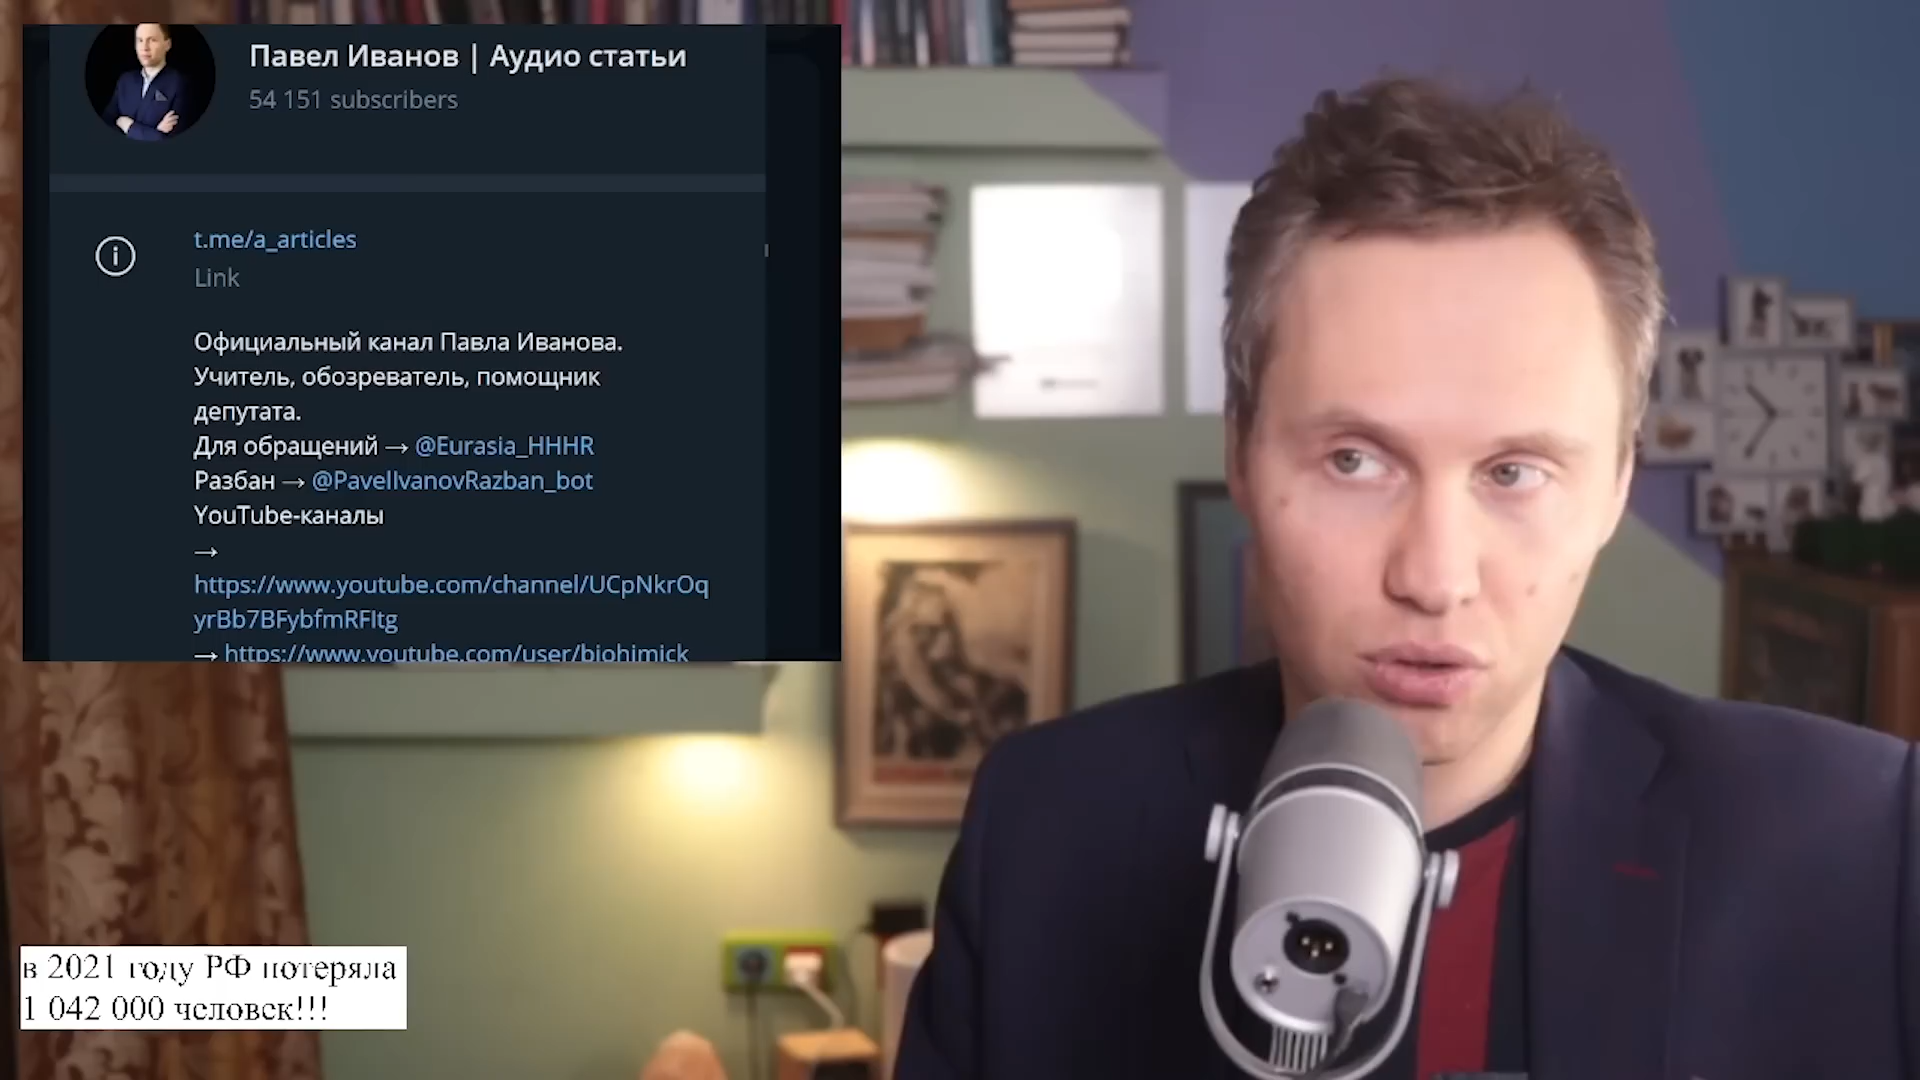 Павел Иванов | Аудио статьи
54 151 subscribers
t.me/a_articles
Link
Официальный канал Павла Иванова.
Учитель, обозреватель, помощник
депутата.
Для обращений → @Eurasia_HHHR
Разбан → @PavelIvanovRazban_bot
YouTube-каналы
→
https://www.youtube.com/channel/UCpNkrOq
yrBb7BFybfmRFItg
→ https://www.youtube.com/user/biohimick
в 2021 году РФ потеряла
1 042 000 человек!!!